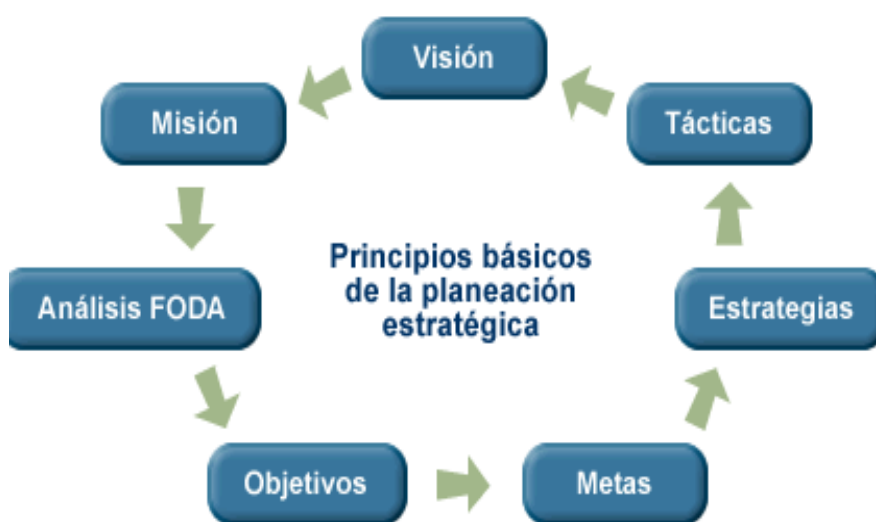 Visión
Misión
Tácticas
Principios básicos
de la planeación
estratégica
Análisis FODA
Estrategias
Objetivos
Metas